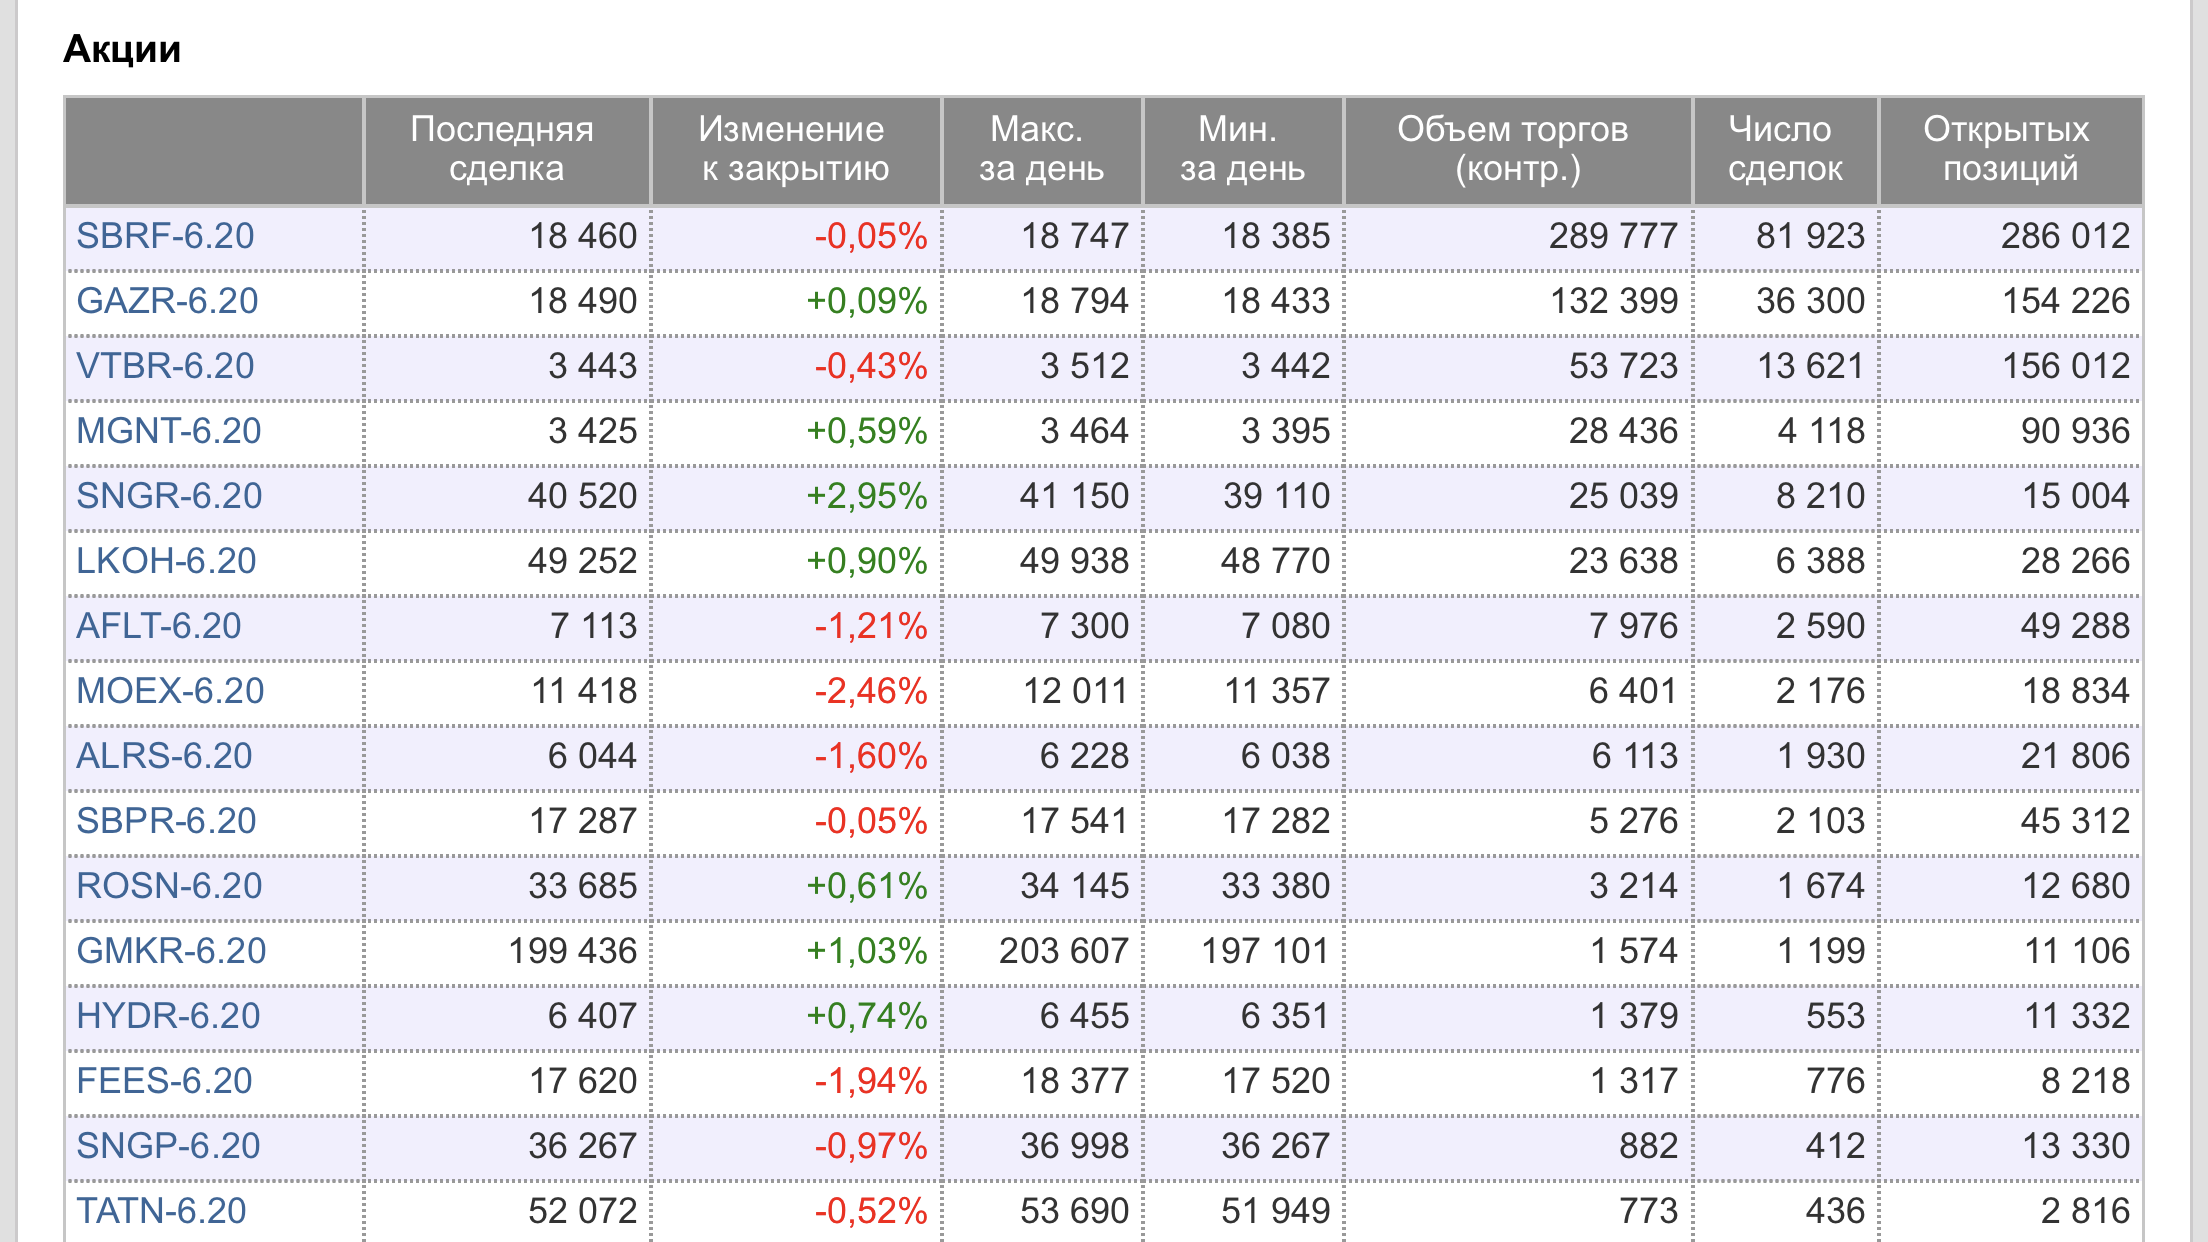 Акции
Последняя сделка Изменение к закрытию Макс. за день Мин. за день Объем торгов (контр.) Число сделок Открытых позиций
SBRF-6.20 18 460 -0,05% 18 747 18 385 289 777 81 923 286 012
GAZR-6.20 18 490 +0,09% 18 794 18 433 132 399 36 300 154 226
VTBR-6.20 3 443 -0,43% 3 512 3 442 53 723 13 621 156 012
MGNT-6.20 3 425 +0,59% 3 464 3 395 28 436 4 118 90 936
SNGR-6.20 40 520 +2,95% 41 150 39 110 25 039 8 210 15 004
LKOH-6.20 49 252 +0,90% 49 938 48 770 23 638 6 388 28 266
AFLT-6.20 7 113 -1,21% 7 300 7 080 7 976 2 590 49 288
MOEX-6.20 11 418 -2,46% 12 011 11 357 6 401 2 176 18 834
ALRS-6.20 6 044 -1,60% 6 228 6 038 6 113 1 930 21 806
SBPR-6.20 17 287 -0,05% 17 541 17 282 5 276 2 103 45 312
ROSN-6.20 33 685 +0,61% 34 145 33 380 3 214 1 674 12 680
GMKR-6.20 199 436 +1,03% 203 607 197 101 1 574 1 199 11 106
HYDR-6.20 6 407 +0,74% 6 455 6 351 1 379 553 11 332
FEES-6.20 17 620 -1,94% 18 377 17 520 1 317 776 8 218
SNGP-6.20 36 267 -0,97% 36 998 36 267 882 412 13 330
TATN-6.20 52 072 -0,52% 53 690 51 949 773 436 2 816